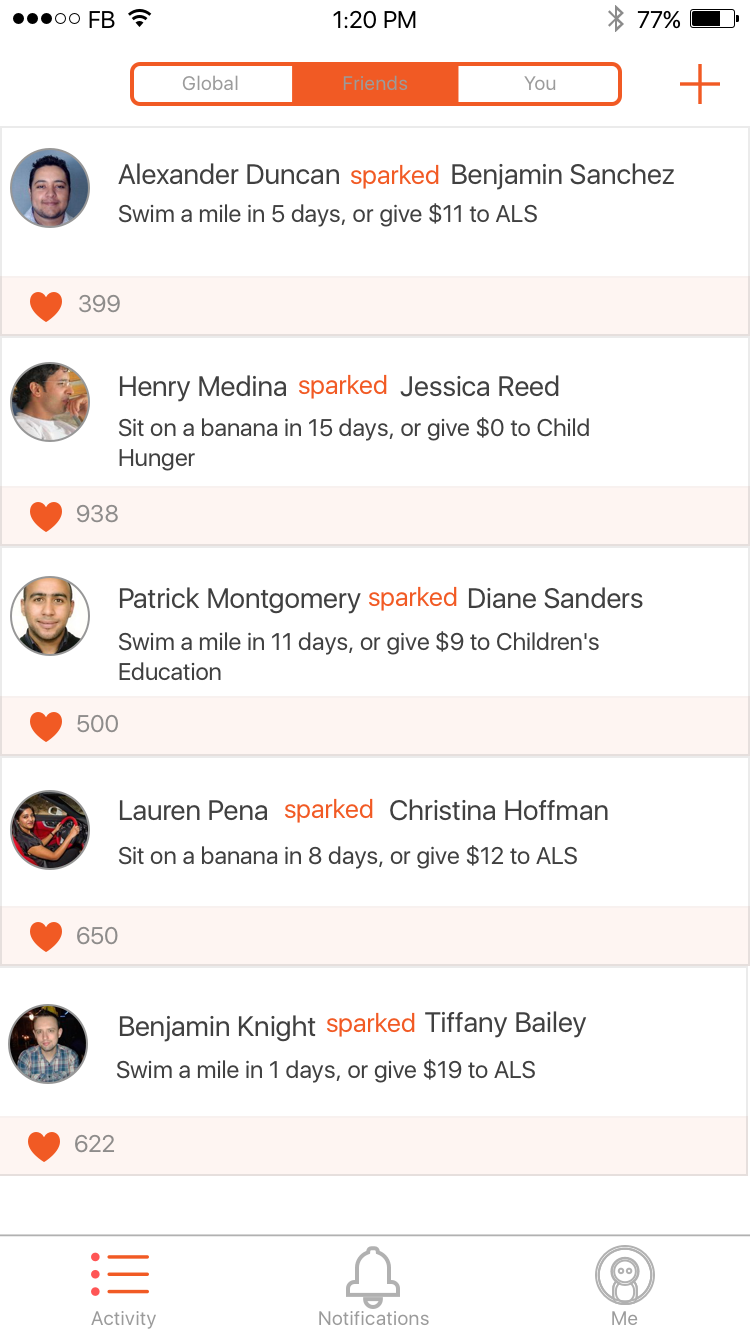 FB 1:20 PM 77%
Global Friends You
Alexander Duncan sparked Benjamin Sanchez
Swim a mile in 5 days, or give $11 to ALS
399
Henry Medina sparked Jessica Reed
Sit on a banana in 15 days, or give $0 to Child
Hunger
938
Patrick Montgomery sparked Diane Sanders
Swim a mile in 11 days, or give $9 to Children's
Education
500
Lauren Pena sparked Christina Hoffman
Sit on a banana in 8 days, or give $12 to ALS
650
Benjamin Knight sparked Tiffany Bailey
Swim a mile in 1 days, or give $19 to ALS
622
Activity Notifications Me